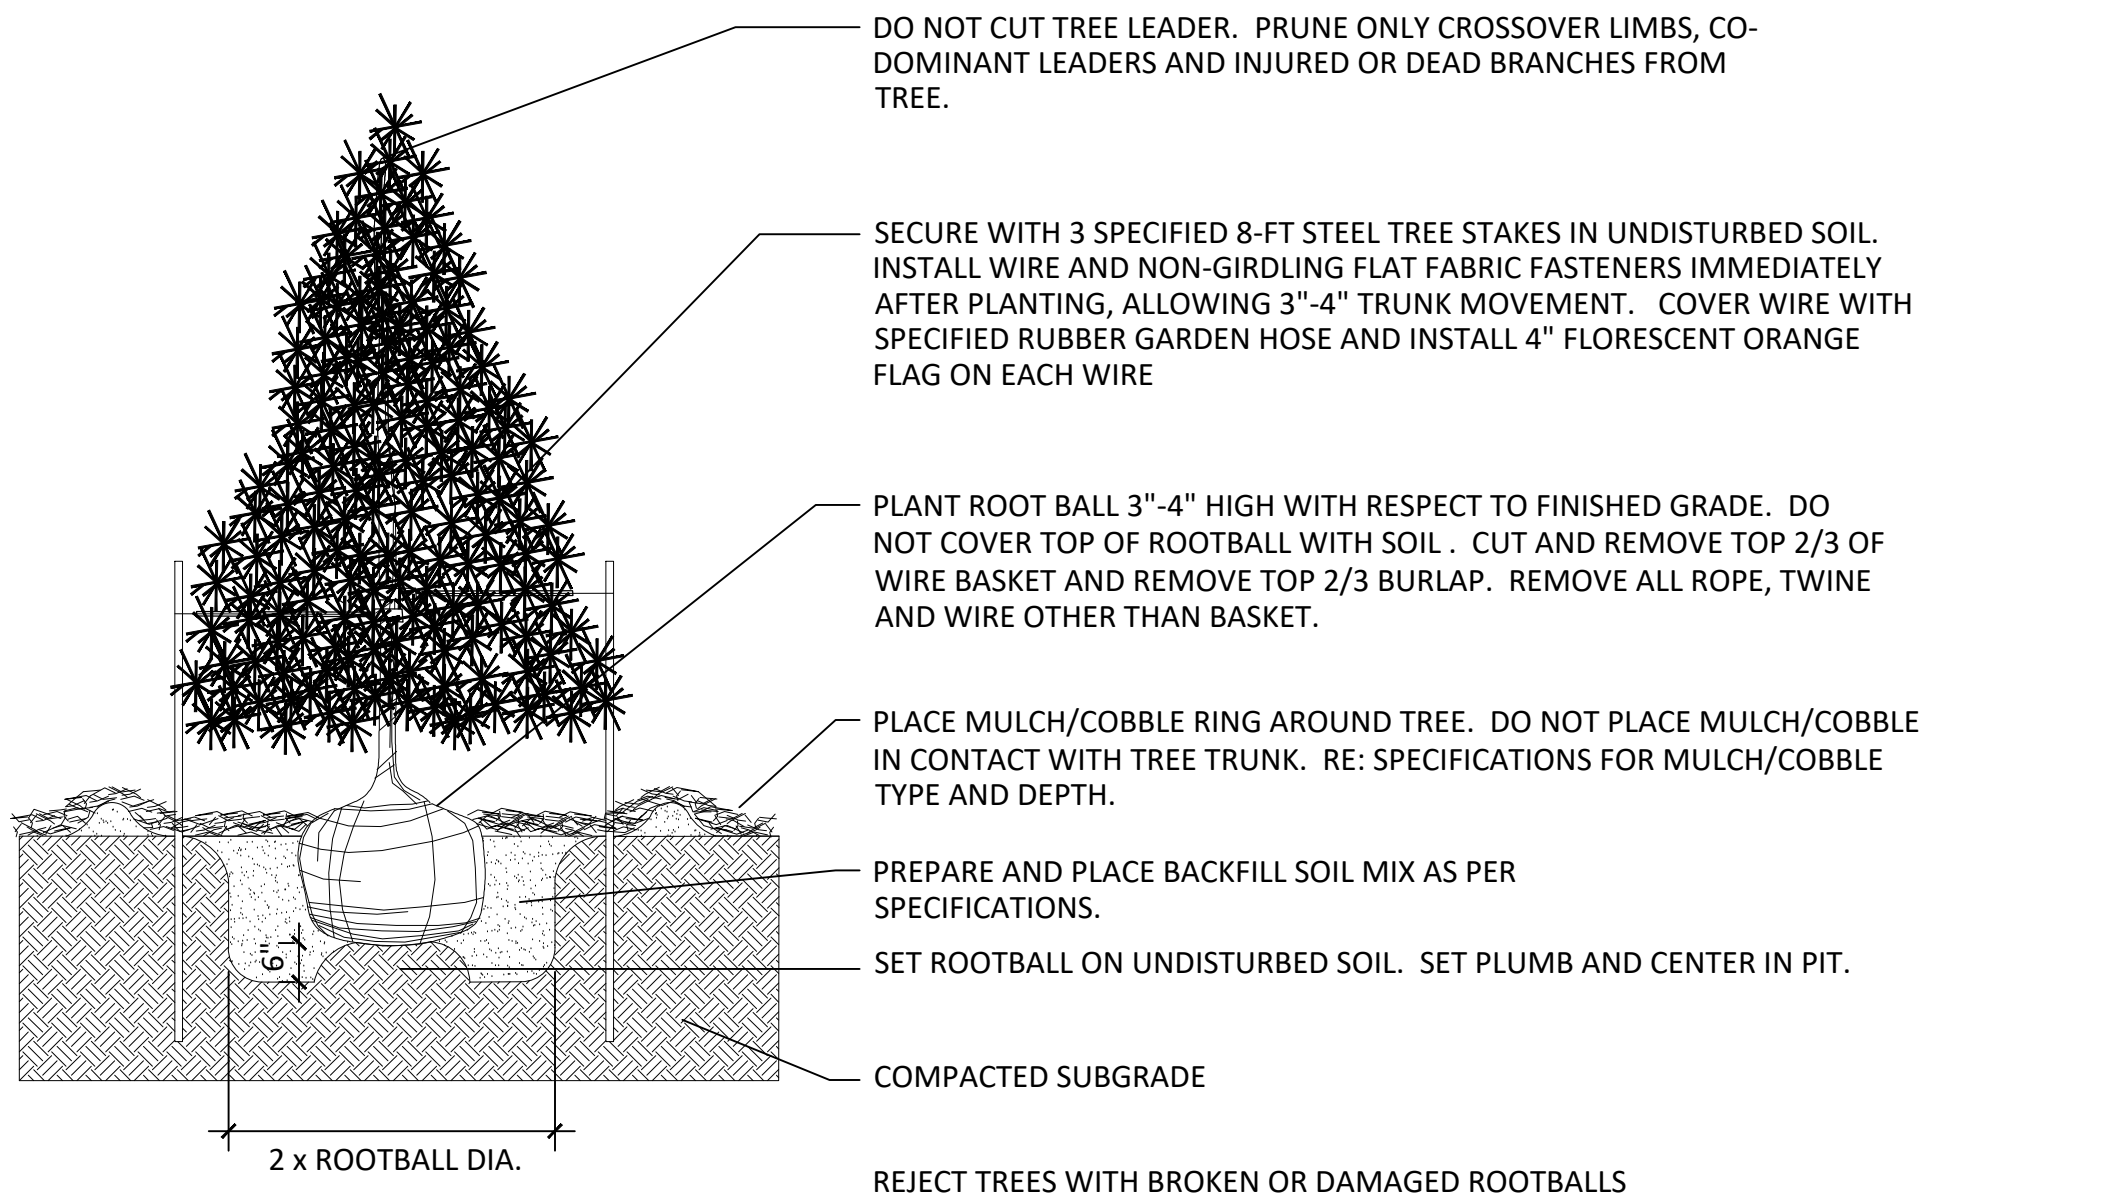 DO NOT CUT TREE LEADER.  PRUNE ONLY CROSSOVER LIMBS, CO-
DOMINANT LEADERS AND INJURED OR DEAD BRANCHES FROM
TREE.
SECURE WITH 3 SPECIFIED 8-FT STEEL TREE STAKES IN UNDISTURBED SOIL.
INSTALL WIRE AND NON-GIRDLING FLAT FABRIC FASTENERS IMMEDIATELY
AFTER PLANTING, ALLOWING 3"-4" TRUNK MOVEMENT.   COVER WIRE WITH
SPECIFIED RUBBER GARDEN HOSE AND INSTALL 4" FLORESCENT ORANGE
FLAG ON EACH WIRE
PLANT ROOT BALL 3"-4" HIGH WITH RESPECT TO FINISHED GRADE.  DO
NOT COVER TOP OF ROOTBALL WITH SOIL .  CUT AND REMOVE TOP 2/3 OF
WIRE BASKET AND REMOVE TOP 2/3 BURLAP.  REMOVE ALL ROPE, TWINE
AND WIRE OTHER THAN BASKET.
PLACE MULCH/COBBLE RING AROUND TREE.  DO NOT PLACE MULCH/COBBLE
IN CONTACT WITH TREE TRUNK.  RE: SPECIFICATIONS FOR MULCH/COBBLE
TYPE AND DEPTH.
PREPARE AND PLACE BACKFILL SOIL MIX AS PER
SPECIFICATIONS.
6"
SET ROOTBALL ON UNDISTURBED SOIL.  SET PLUMB AND CENTER IN PIT.
COMPACTED SUBGRADE
2 x ROOTBALL DIA.
REJECT TREES WITH BROKEN OR DAMAGED ROOTBALLS